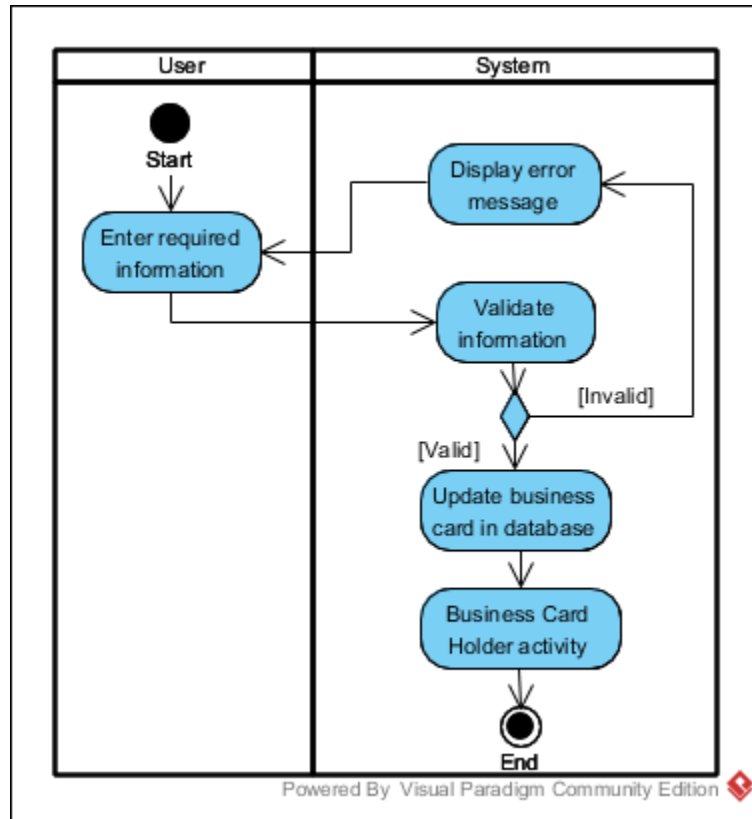 User
System
Start
Display error
message
Enter required
information
Validate
information
[Invalid]
[Valid]
Update business
card in database
Business Card
Holder activity
End
Powered By Visual Paradigm Community Edition